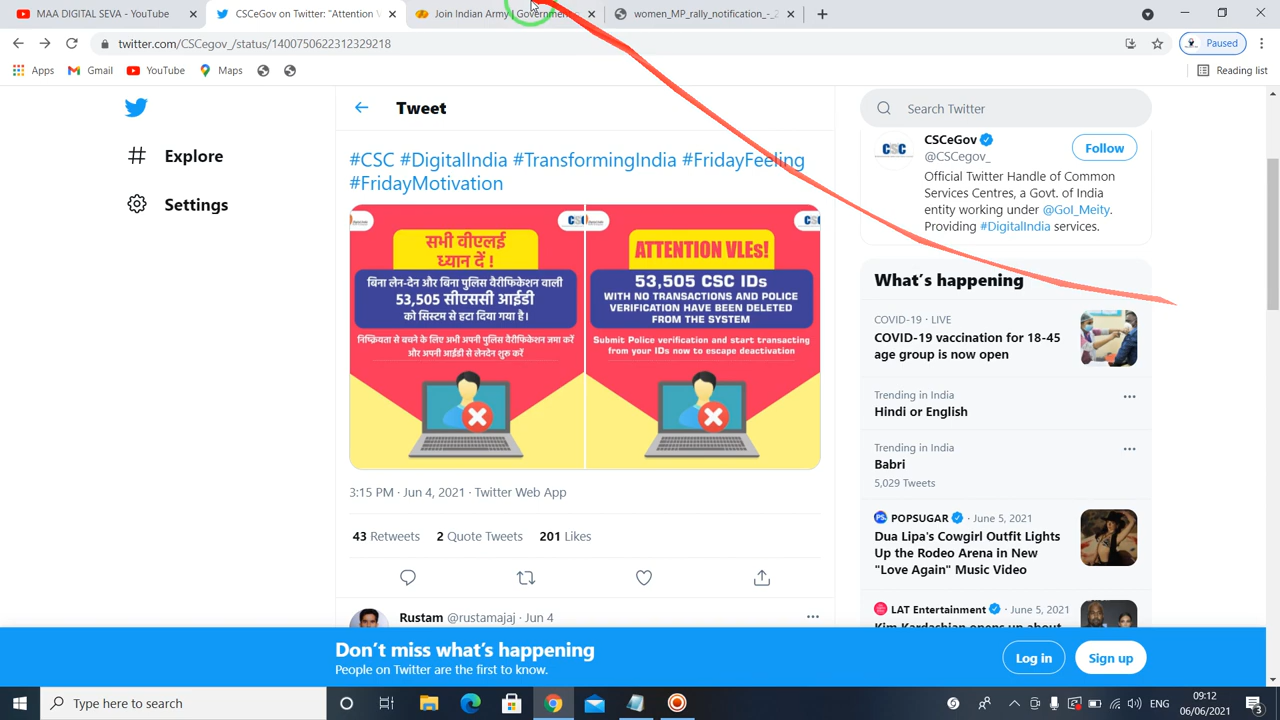 MAA DIGITAL SEVA - YouTube
CSCeGov on Twitter: "Attention V
Join Indian Army | Government
women_MP_rally_notification_-_2
twitter.com/CSCegov_/status/1400750622312329218
Paused
Apps
Gmail
YouTube
Maps
Reading list
Explore
Settings
Tweet
#CSC #DigitalIndia #TransformingIndia #FridayFeeling
#FridayMotivation
सभी वीएलई
ध्यान दें !
बिना लेन-देन और बिना पुलिस वैरीफिकेशन वाली
53,505 सीएससी आईडी
को सिस्टम से हटा दिया गया है।
निष्क्रियता से बचने के लिए अभी अपनी पुलिस वैरीफिकेशन जमा करें
और अपनी आईडी से लेनदेन शुरू करें
CSC
ATTENTION VLEs!
53,505 CSC IDs
WITH NO TRANSACTIONS AND POLICE
VERIFICATION HAVE BEEN DELETED
FROM THE SYSTEM
Submit Police verification and start transacting
from your IDs now to escape deactivation
3:15 PM · Jun 4, 2021 · Twitter Web App
43 Retweets 2 Quote Tweets 201 Likes
Rustam @rustamajaj · Jun 4
Search Twitter
CSC
CSCeGov
@CSCegov_
Follow
Official Twitter Handle of Common
Services Centres, a Govt. of India
entity working under @GoI_Meity.
Providing #DigitalIndia services.
What's happening
COVID-19 · LIVE
COVID-19 vaccination for 18-45
age group is now open
Trending in India
Hindi or English
Trending in India
Babri
5,029 Tweets
POPSUGAR · June 5, 2021
Dua Lipa's Cowgirl Outfit Lights
Up the Rodeo Arena in New
"Love Again" Music Video
LAT Entertainment · June 5, 2021
Kim Kardashian opens up about
Don't miss what's happening
People on Twitter are the first to know.
Log in
Sign up
Type here to search
ENG
09:12
06/06/2021
3